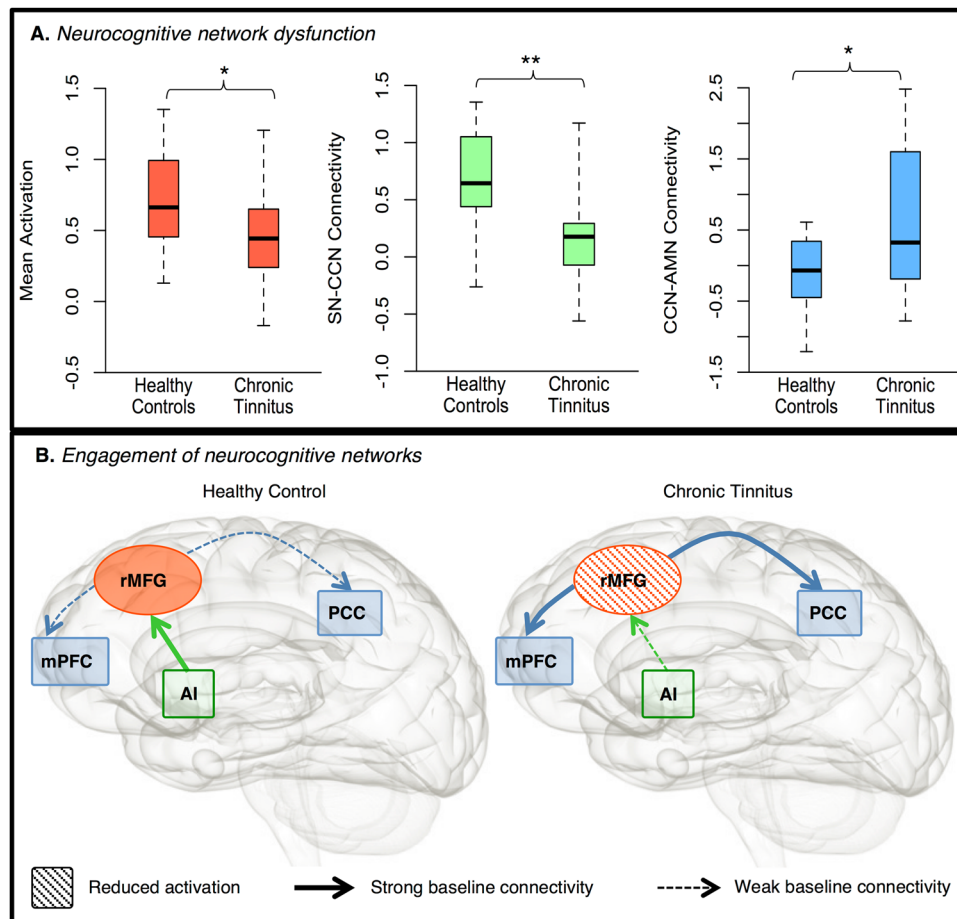 A. Neurocognitive network dysfunction
Mean Activation
1.5
1.0
0.5
0.0
-0.5
*
Healthy Controls
Chronic Tinnitus
SN-CCN Connectivity
1.5
1.0
0.5
0.0
-0.5
-1.0
**
Healthy Controls
Chronic Tinnitus
CCN-AMN Connectivity
2.5
1.5
0.5
-0.5
-1.5
*
Healthy Controls
Chronic Tinnitus
B. Engagement of neurocognitive networks
Healthy Control
rMFG
PCC
mPFC
AI
Chronic Tinnitus
rMFG
PCC
mPFC
AI
Reduced activation
Strong baseline connectivity
Weak baseline connectivity